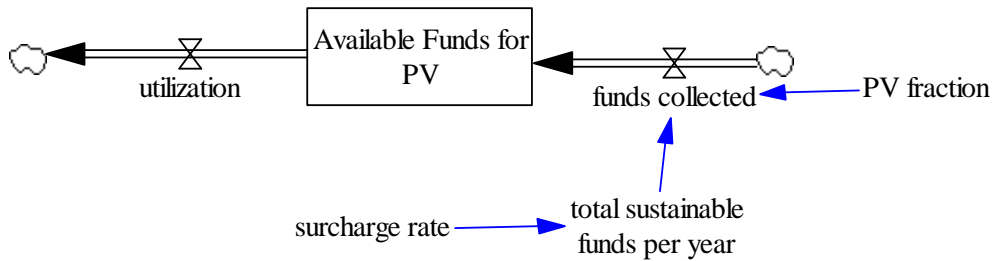 Available Funds for
PV
utilization
funds collected
PV fraction
surcharge rate
total sustainable
funds per year